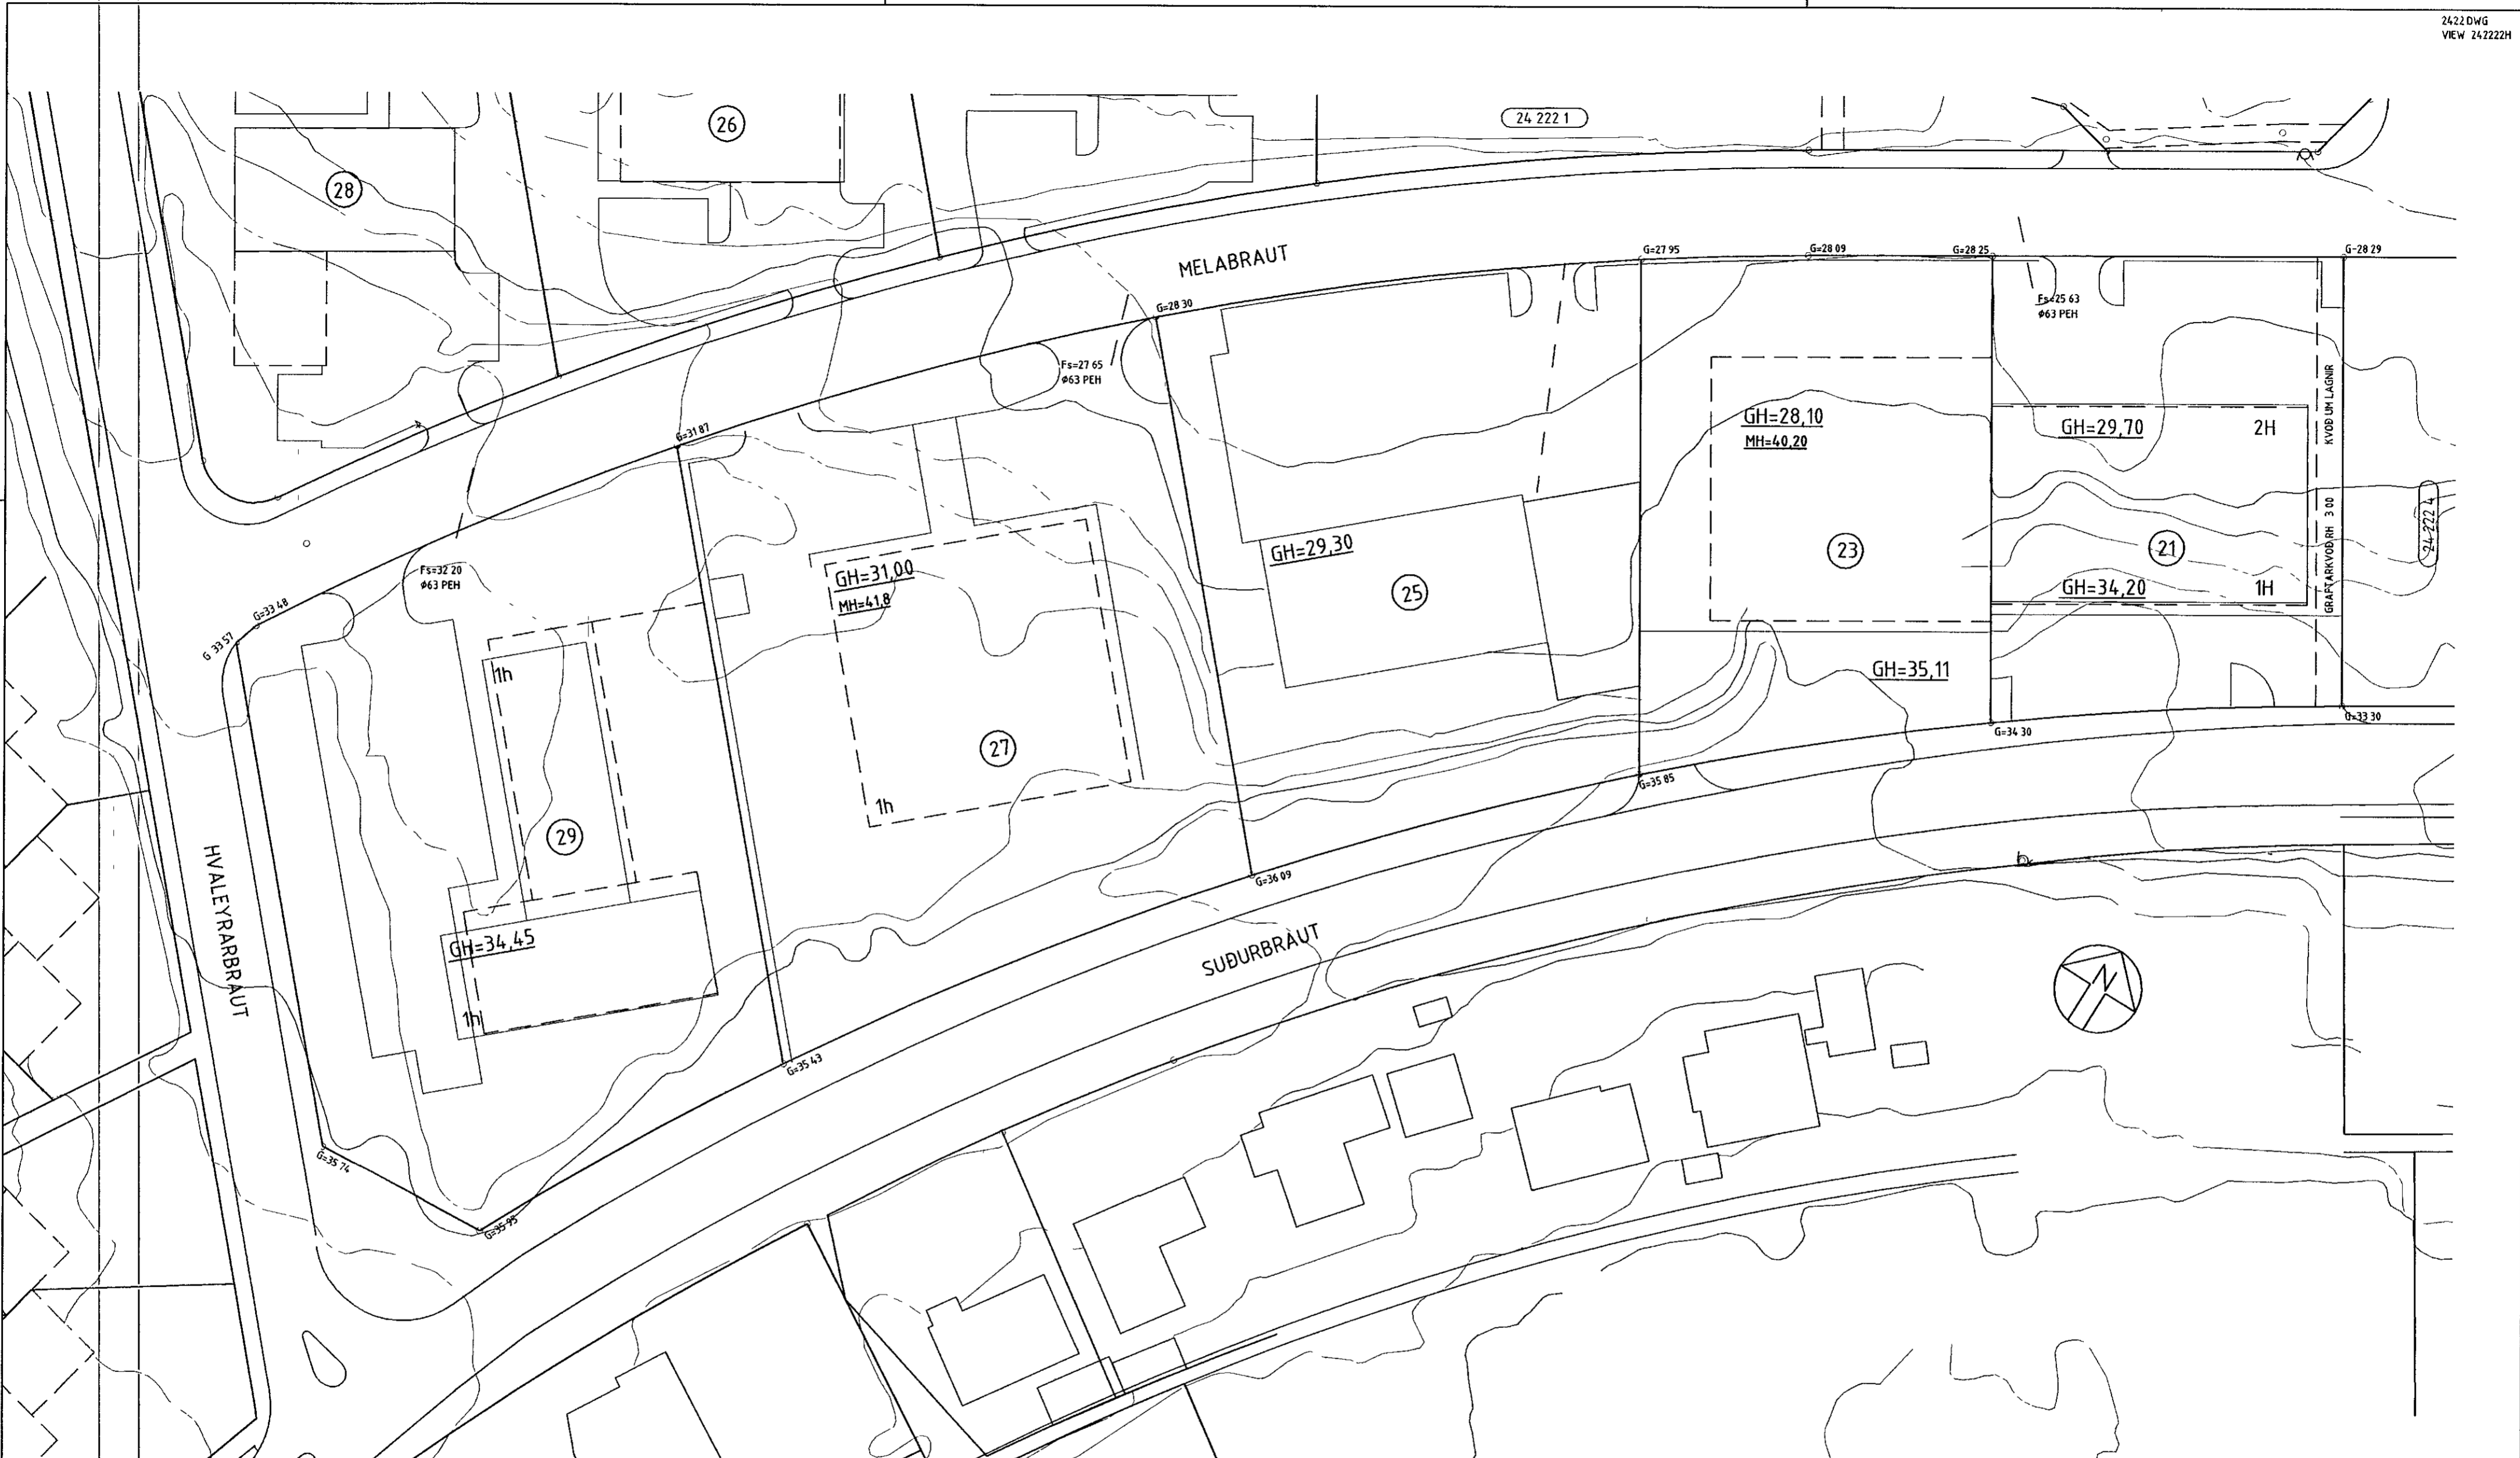 2422 DWG
VIEW 242222H
26
24 222 1
28
MELABRAUT
G=27 95
G=28 09
G=28 25
G-28 29
Fs=25 63
ø63 PEH
G=28 30
Fs=27 65
ø63 PEH
G=31 87
GH=28,10
MH=40,20
GH=29,70
2H
KVOÐ UM LAGNIR
GRAFTARKVOÐ RH 3 00
24 222 4
23
21
GH=34,20
1H
GH=29,30
25
GH=31,00
MH=41,8
Fs=32 20
ø63 PEH
G=33 48
G 33 57
1h
GH=35,11
27
G=34 30
G=33 30
G=35 85
1h
29
HVALEYRARBRAUT
G=36 09
GH=34,45
SUÐURBRAUT
1h
N
G=35 43
G=35 74
G=35 95